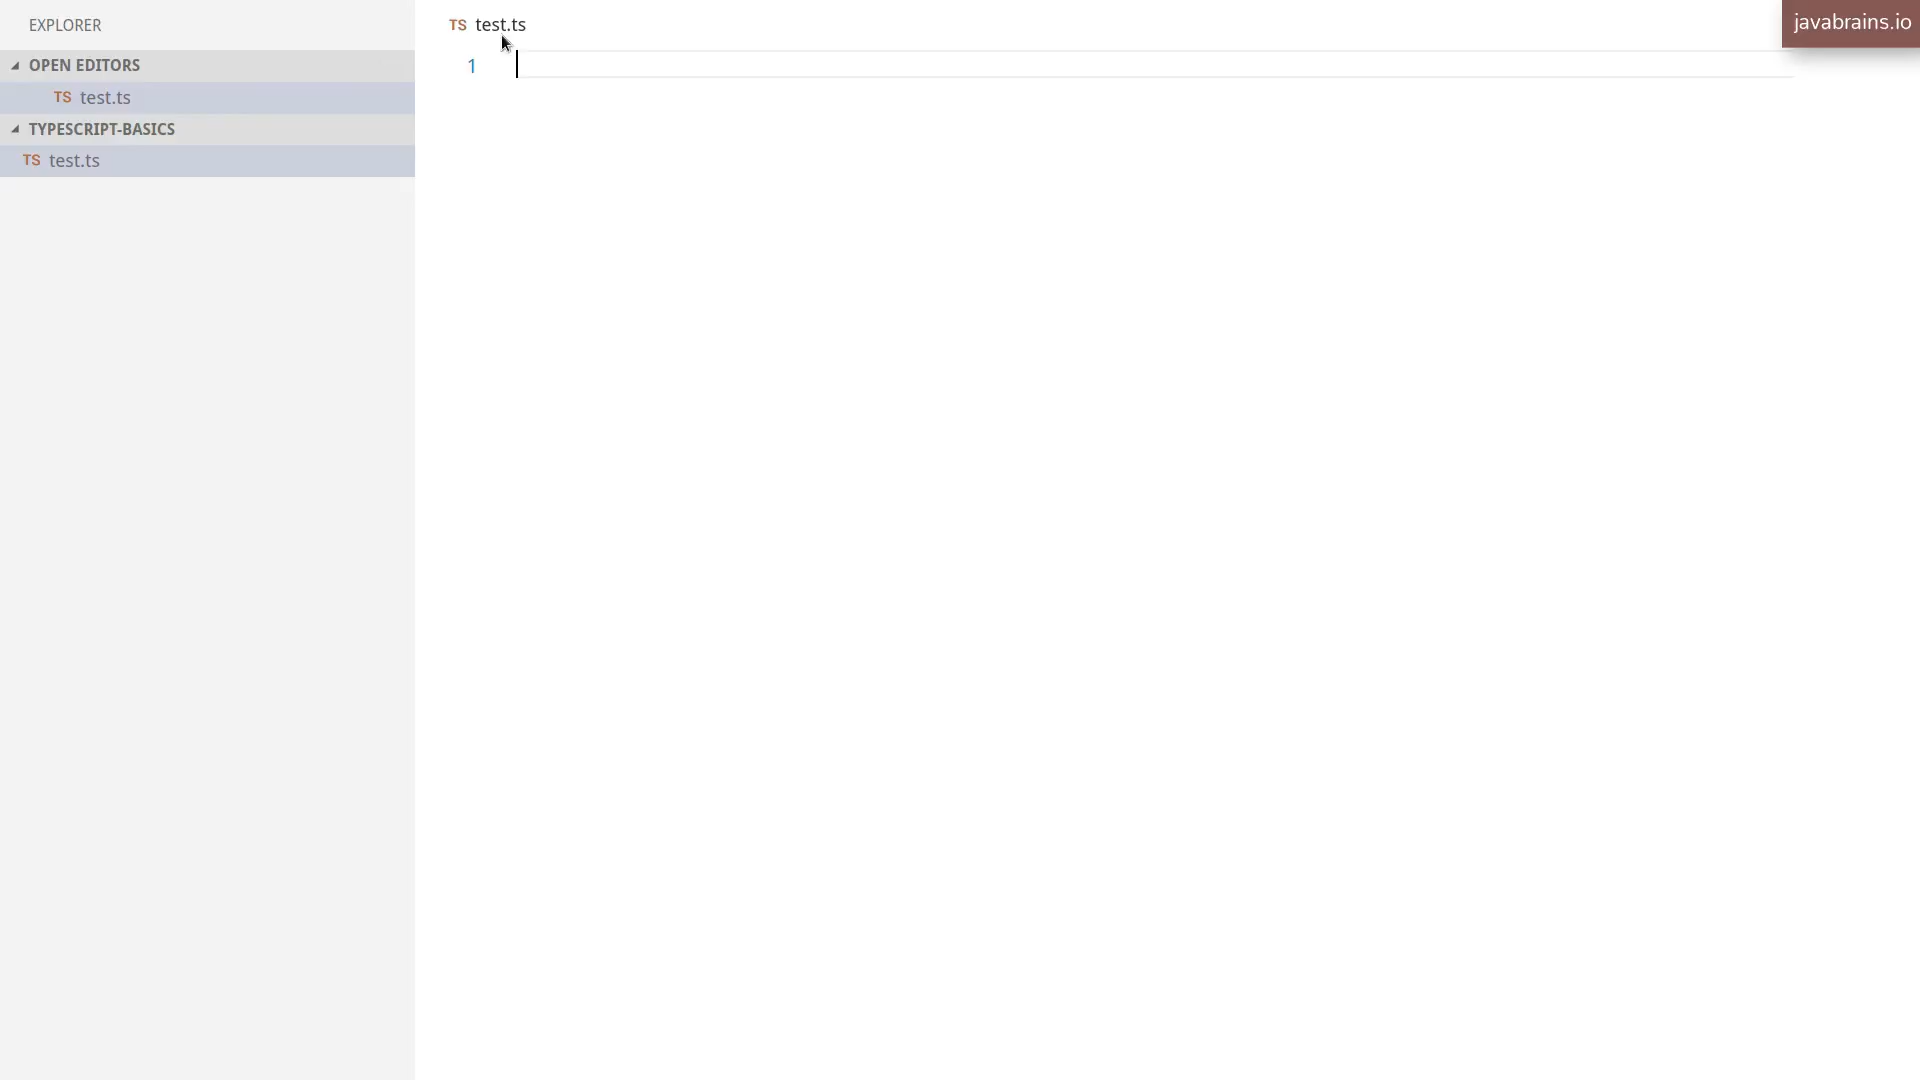 EXPLORER
OPEN EDITORS
TS test.ts
TYPESCRIPT-BASICS
TS test.ts
TS test.ts
1
javabrains.io